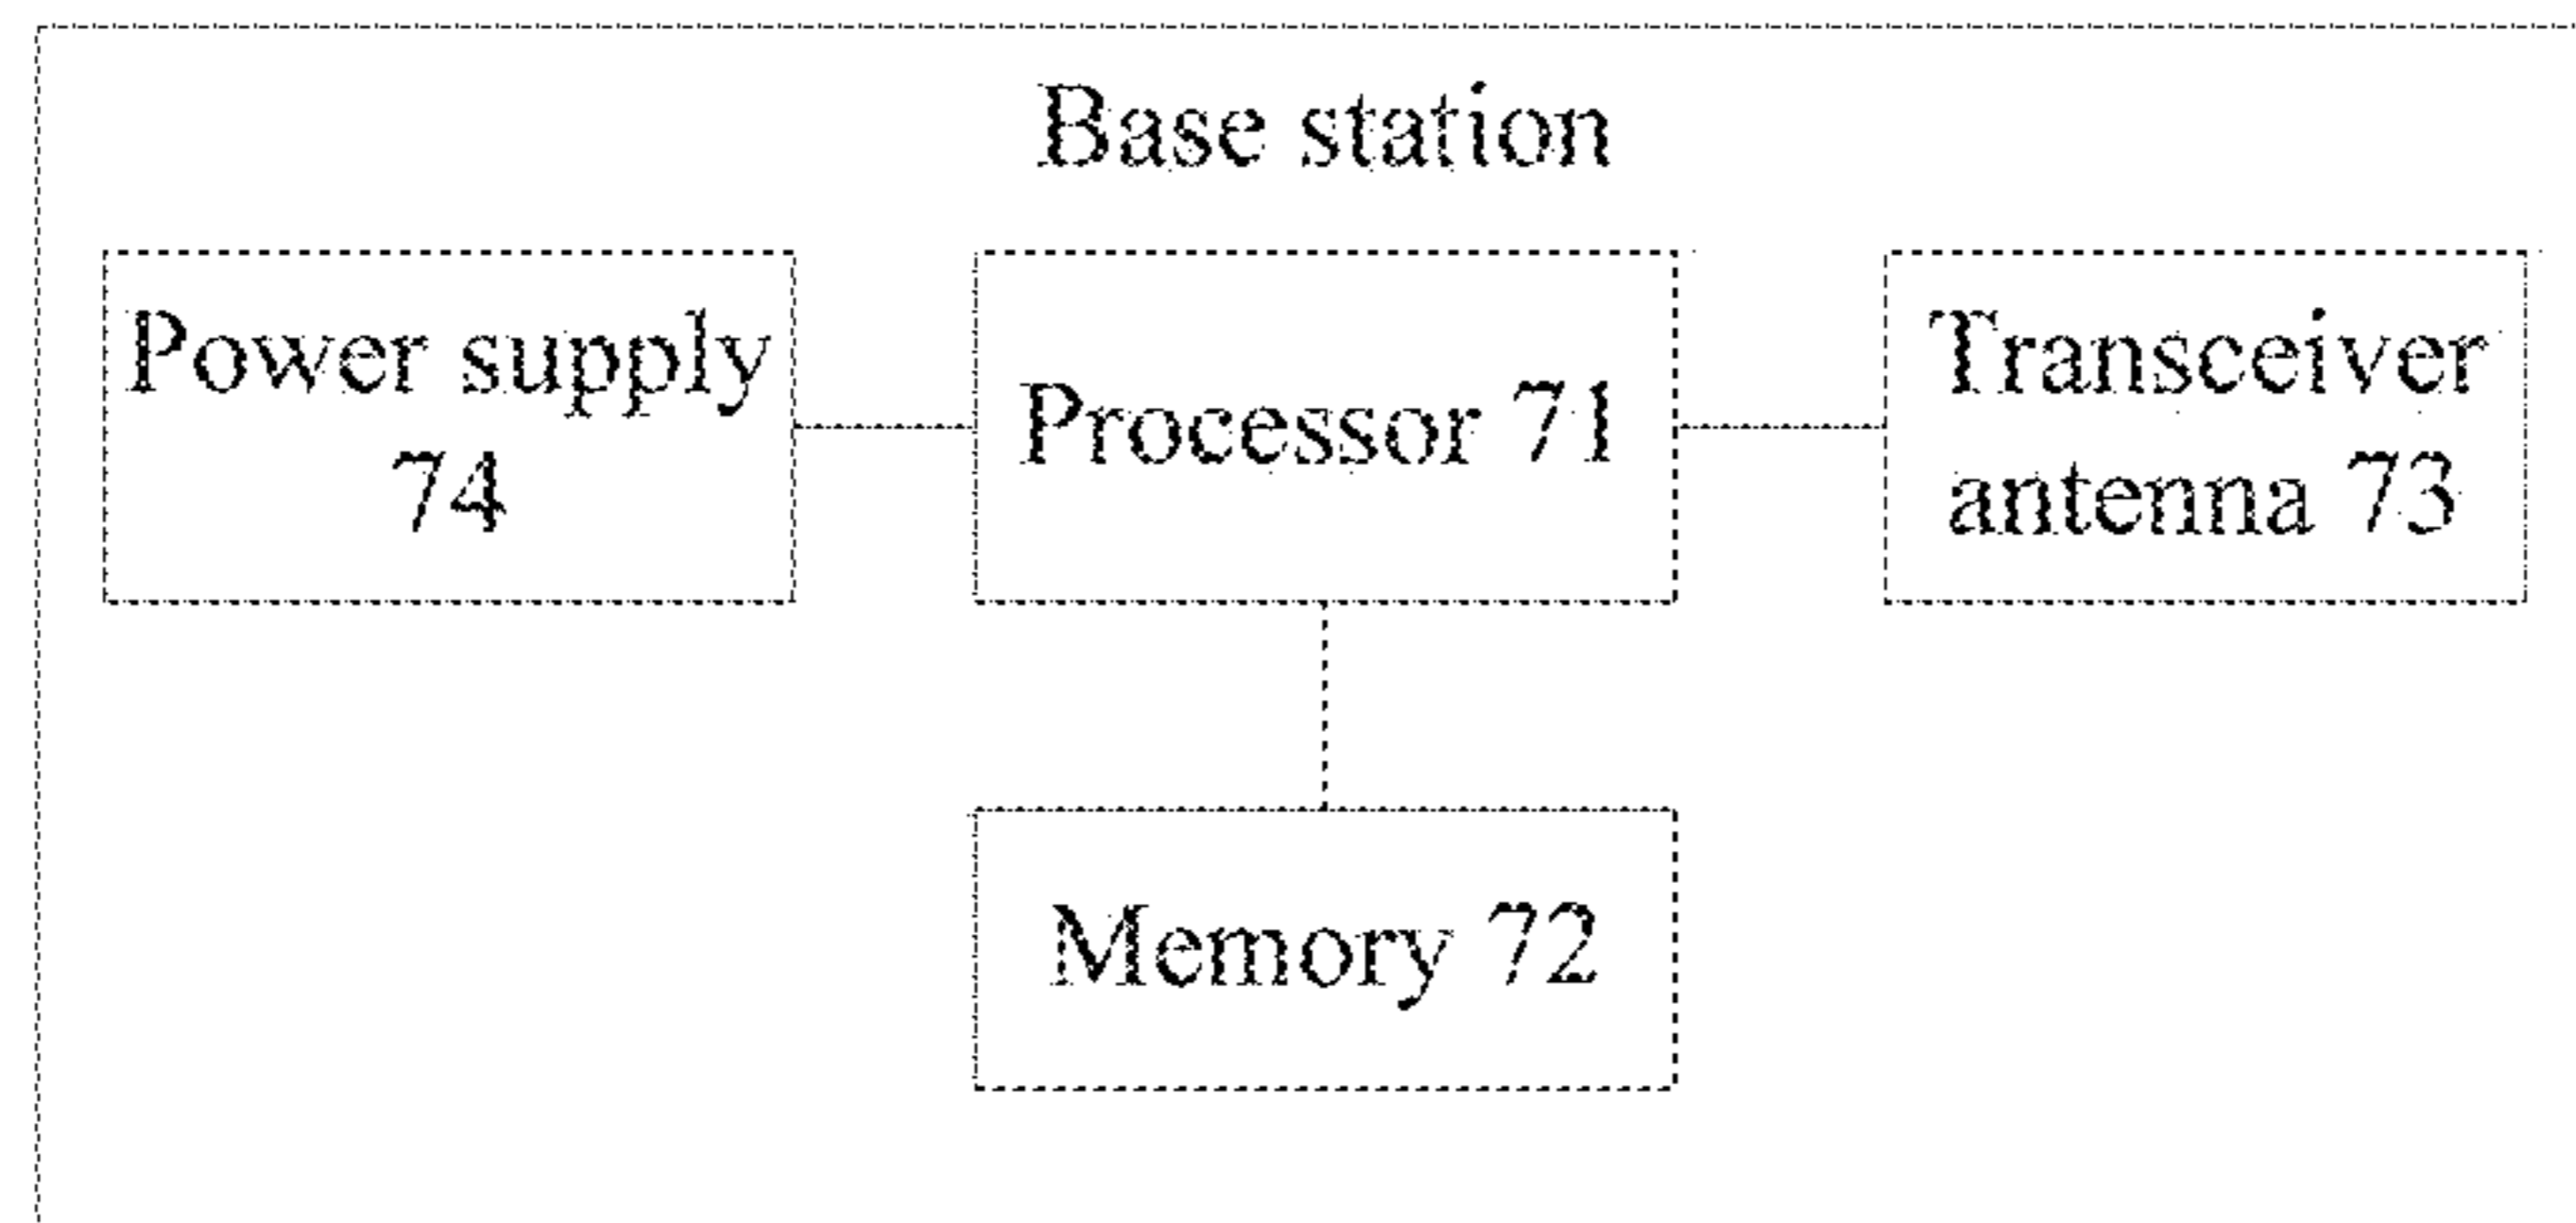 Base station
Power supply
74
Processor 71
Transceiver
antenna 73
Memory 72